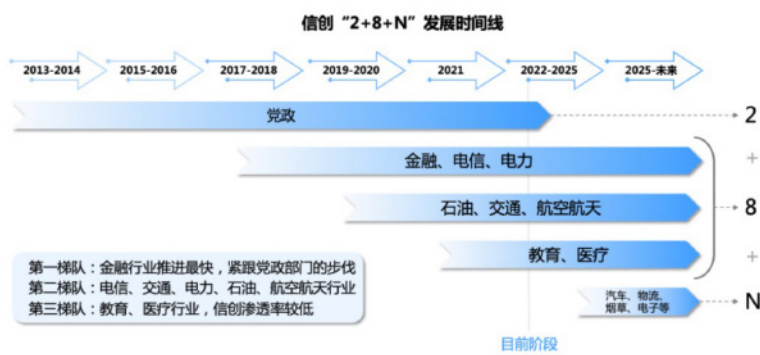 信创“2+8+N”发展时间线
2013-2014
2015-2016
2017-2018
2019-2020
2021
2022-2025
2025-未来
党政
2
金融、电信、电力
+
石油、交通、航空航天
8
教育、医疗
+
第一梯队：金融行业推进最快，紧跟党政部门的步伐
第二梯队：电信、交通、电力、石油、航空航天行业
第三梯队：教育、医疗行业，信创渗透率较低
汽车、物流、
烟草、电子等
N
目前阶段